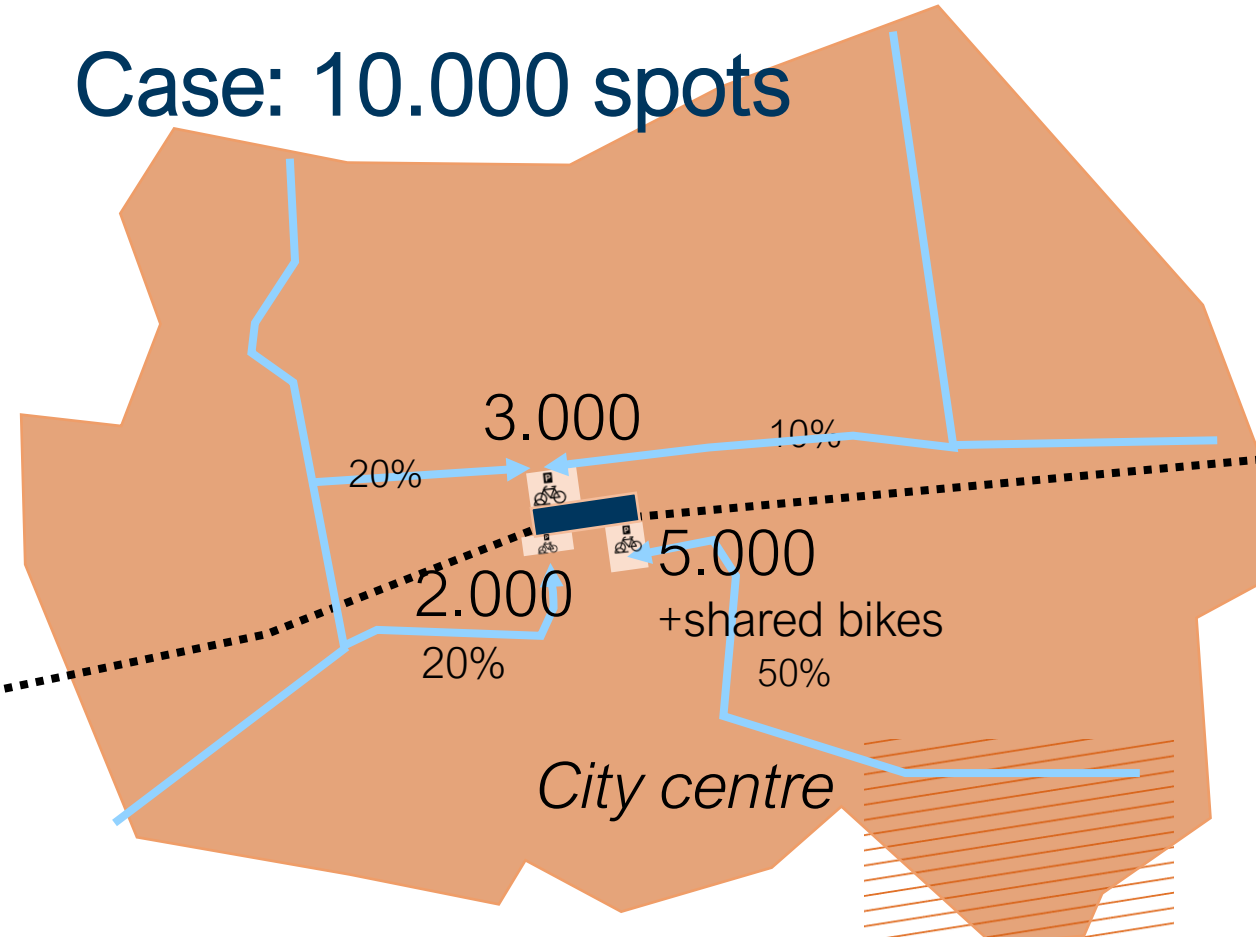 Case: 10.000 spots
3.000
10%
20%
P
P
P
5.000
2.000
+shared bikes
20%
50%
City centre